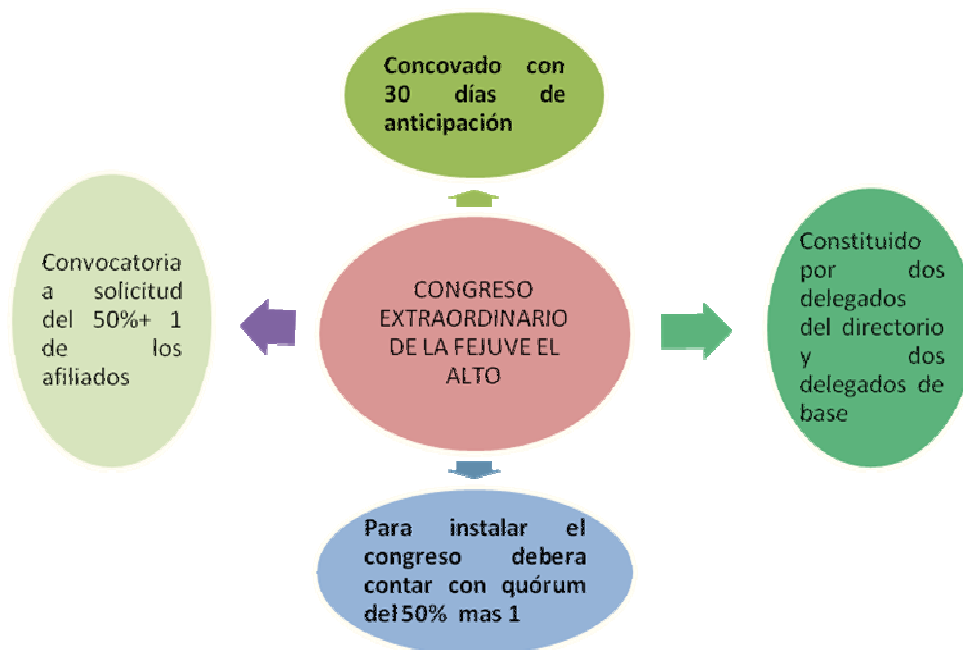 Concovado con
30 días de
anticipación
Convocatoria
a solicitud
del 50%+ 1
de los
afiliados
CONGRESO
EXTRAORDINARIO
DE LA FEJUVE EL
ALTO
Constituido
por dos
delegados
del directorio
y dos
delegados de
base
Para instalar el
congreso debera
contar con quórum
del 50% mas 1